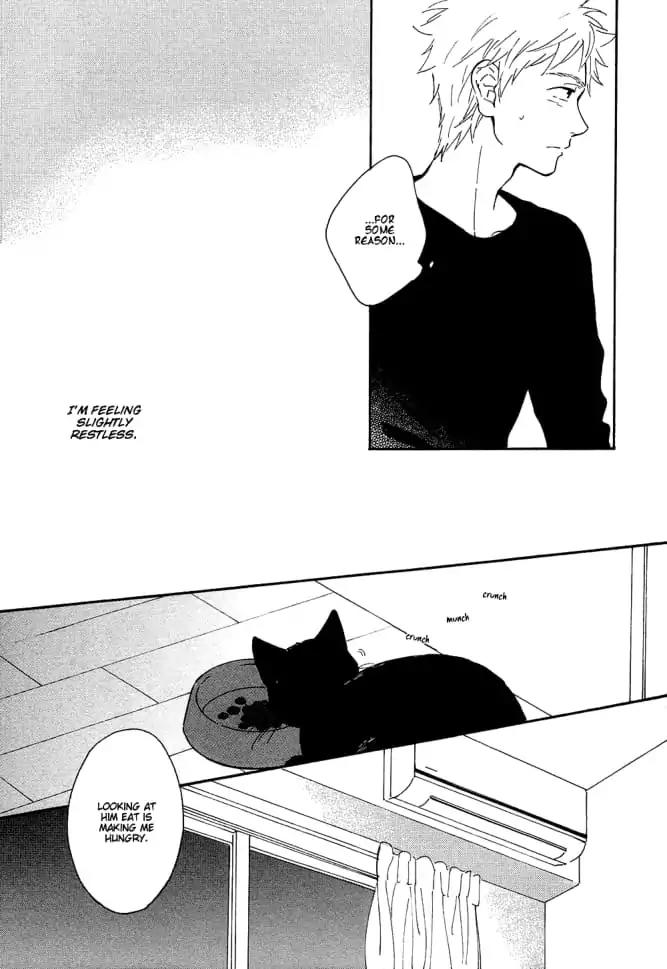 ...FOR
SOME
REASON...
I'M FEELING
SLIGHTLY
RESTLESS.
crunch
munch
crunch
LOOKING AT
HIM EAT IS
MAKING ME
HUNGRY.